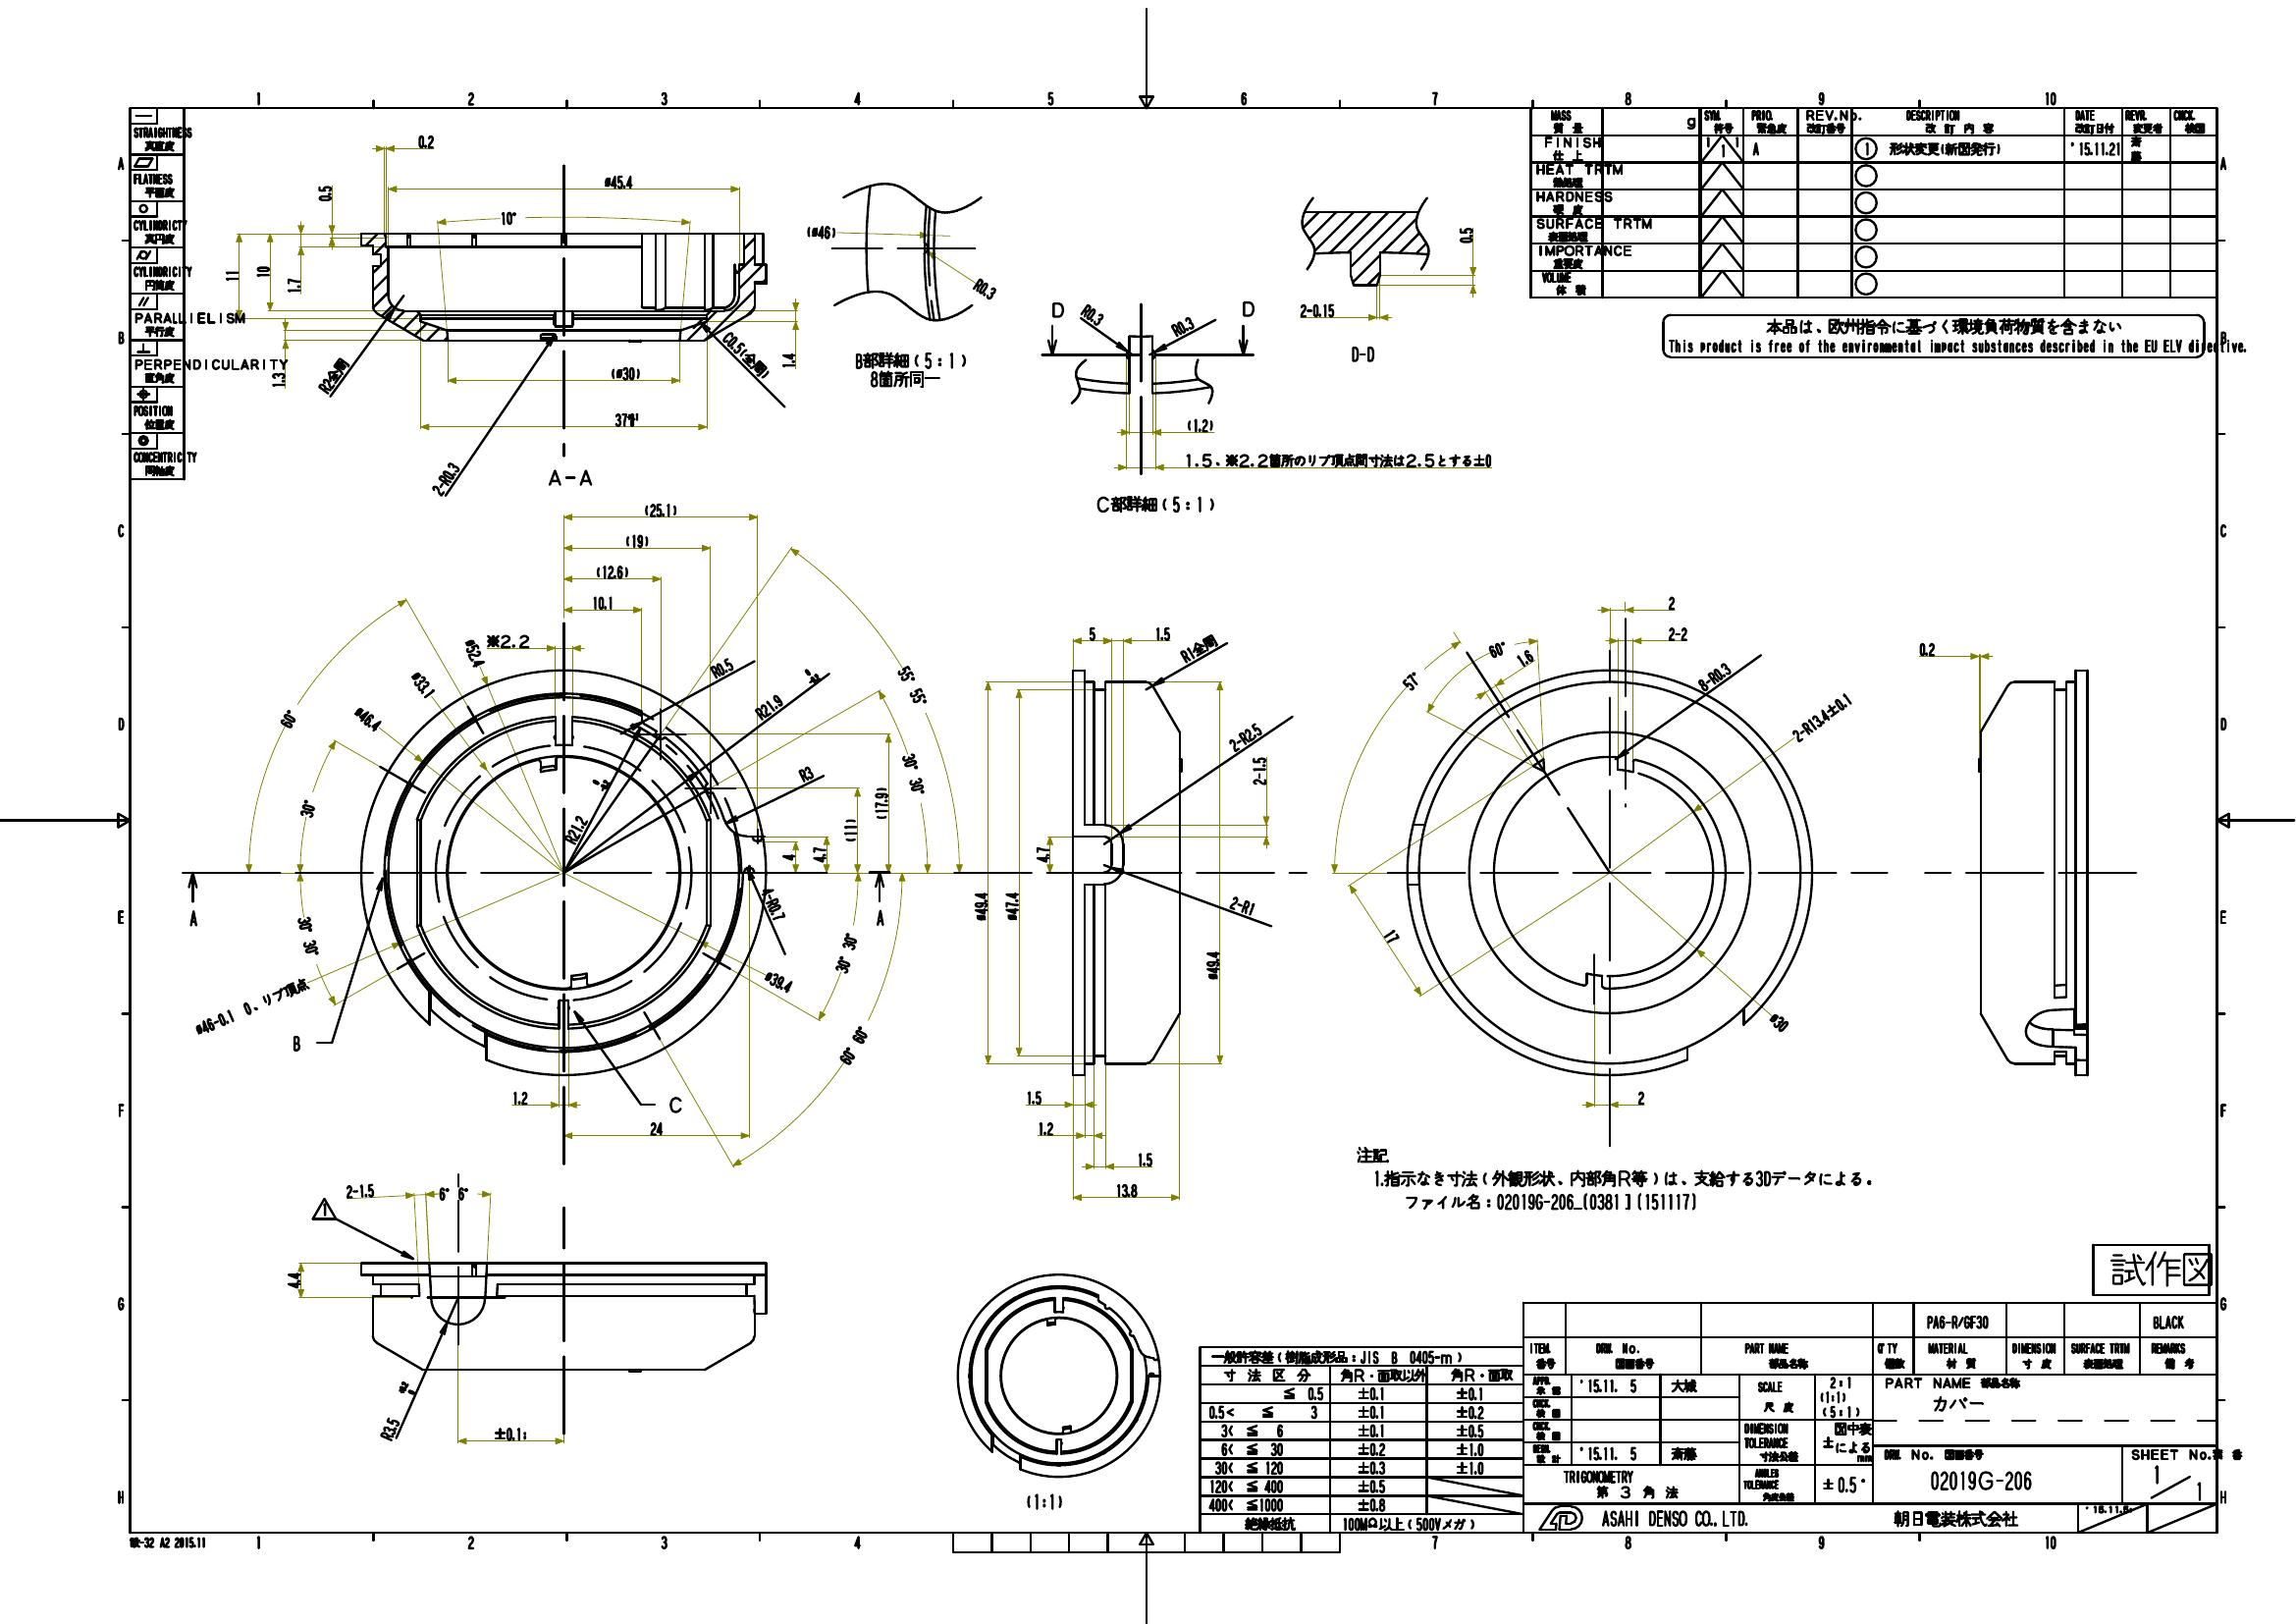 1 2 3 4 5 6 7 8 9 10
STRAIGHTNESS
真直度
FLATNESS
平面度
CYLINDRICTY
真円度
CYLINDRICITY
円筒度
PARALLIELISM
平行度
PERPENDICULARITY
直角度
POSITION
位置度
CONCENTRICITY
同軸度
A
B
C
D
E
F
G
H
0.2
ø45.4
0.5
10°
11
10
1.7
1.3
R2全周
(ø30)
C0.5(全周)
1.4
2-R0.3
A-A
(ø46)
R0.3
B部詳細(5:1)
8箇所同一
D
D
R0.3
R0.3
(1.2)
1.5、※2.2箇所のリブ頂点間寸法は2.5とする±0
C部詳細(5:1)
0.5
2-0.15
D-D
MASS
質 量
g
SYM.
符号
PRIO.
緊急度
REV.No.
改訂番号
DESCRIPTION
改 訂 内 容
DATE
改訂日付
REVR.
変更者
CHCK.
検図
FINISH
仕 上
1
A
1
形状変更(新図発行)
'15.11.21
斎藤
HEAT TRTM
熱処理
HARDNESS
硬 度
SURFACE TRTM
表面処理
IMPORTANCE
重要度
VOLUME
体 積
本品は、欧州指令に基づく環境負荷物質を含まない
This product is free of the environmental impact substances described in the EU ELV directive.
(25.1)
(19)
(12.6)
10.1
※2.2
ø52.4
ø33.1
ø46.4
60°
30°
30° 30°
R0.5
R21.9
R3
R21.2
55° 55°
30° 30°
(17.9)
(11)
4.7
4
4-R0.7
A
A
30° 30°
60° 60°
ø39.4
ø46-0.1 0、リブ頂点
B
C
1.2
24
5
1.5
R1全周
2-R2.5
2-1.5
4.7
2-R1
ø49.4
ø47.4
ø49.4
1.5
1.2
1.5
13.8
2
2-2
60°
57°
1.6
8-R0.3
2-R13.4±0.1
17
ø30
2
0.2
注記
1.指示なき寸法(外観形状、内部角R等)は、支給する3Dデータによる。
ファイル名:02019G-206_(0381](151117)
2-1.5
6° 6°
1
4.4
R3.5
±0.1
(1:1)
試作図
一般許容差(樹脂成形品:JIS B 0405-m)
寸 法 区 分 角R・面取以外 角R・面取
≦ 0.5 ±0.1 ±0.1
0.5< ≦ 3 ±0.1 ±0.2
3< ≦ 6 ±0.1 ±0.5
6< ≦ 30 ±0.2 ±1.0
30< ≦ 120 ±0.3 ±1.0
120< ≦ 400 ±0.5
400< ≦1000 ±0.8
絶縁抵抗 100MΩ以上(500Vメガ)
PA6-R/GF30
BLACK
ITEM.
番号
DRW. No.
図面番号
PART NAME
部品名称
Q'TY
個数
MATERIAL
材 質
DIMENSION
寸 度
SURFACE TRTM
表面処理
REMARKS
備 考
APPD.
承 認
'15.11. 5
大城
CHCK.
検 図
CHCK.
検 図
DESN.
設 計
'15.11. 5
斎藤
SCALE
尺 度
2:1
(1:1)
(5:1)
DIMENSION
TOLERANCE
寸法公差
±
図中表
による
mm
TRIGONOMETRY
第 3 角 法
ANGLES
TOLERANCE
角度公差
± 0.5°
PART NAME 部品名称
カバー
DRW. No. 図面番号
02019G-206
SHEET No.
1/1
ASAHI DENSO CO., LTD.
朝日電装株式会社
'15.11.5
A2 2015.11